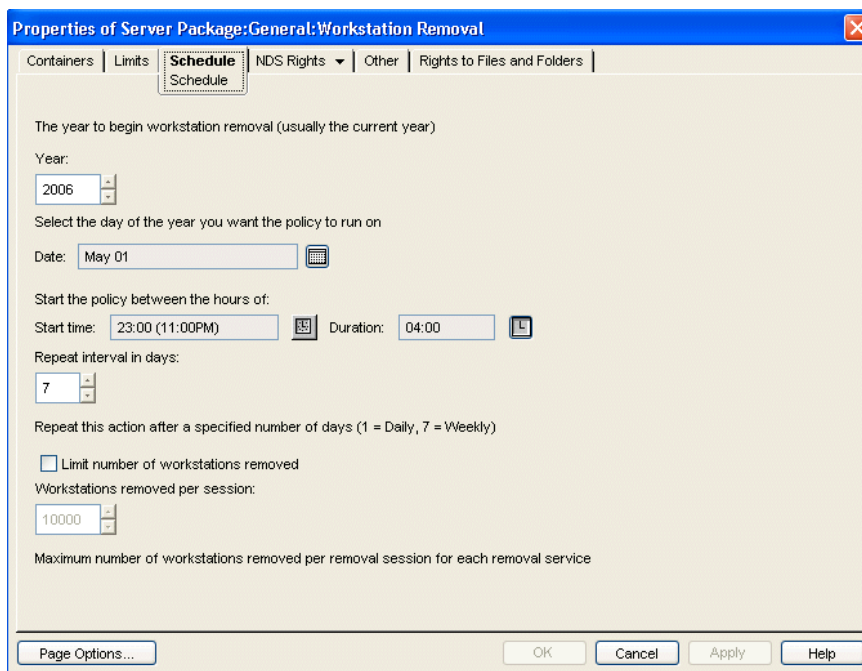 Properties of Server Package:General:Workstation Removal
Containers | Limits | Schedule | NDS Rights | Other | Rights to Files and Folders |
Schedule
The year to begin workstation removal (usually the current year)
Year:
2006
Select the day of the year you want the policy to run on
Date: May 01
Start the policy between the hours of:
Start time: 23:00 (11:00PM) Duration: 04:00
Repeat interval in days:
7
Repeat this action after a specified number of days (1 = Daily, 7 = Weekly)
Limit number of workstations removed
Workstations removed per session:
10000
Maximum number of workstations removed per removal session for each removal service
Page Options... OK Cancel Apply Help